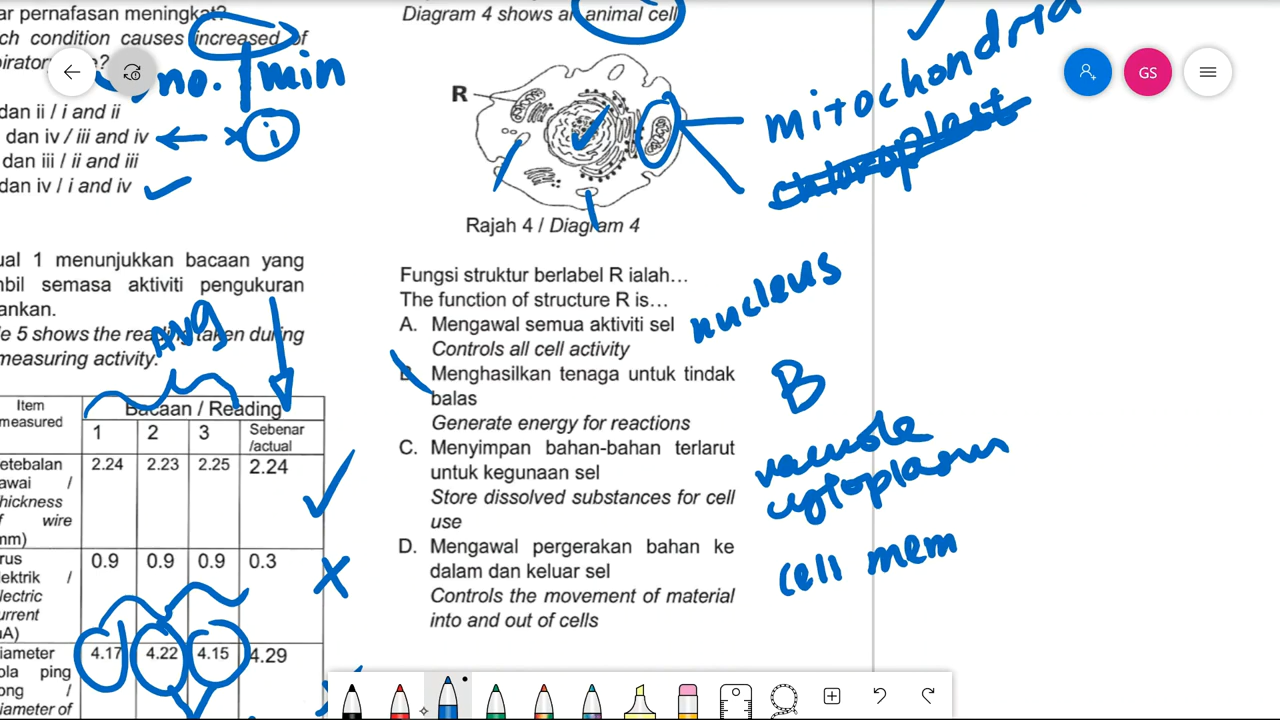 ar pernafasan meningkat?
ch condition causes increased of
piratory
e?
no. / min
dan ii / i and ii
dan iv / iii and iv
x i
dan iii / ii and iii
dan iv / i and iv
ual 1 menunjukkan bacaan yang
nbil semasa aktiviti pengukuran
ankan.
le 5 shows the reading taken during
measuring activity.
Avg
Item
measured
Bacaan / Reading
1 2 3 Sebenar
/actual
etebalan
awai /
hickness
f wire
mm)
2.24 2.23 2.25 2.24
rus
lektrik /
lectric
urrent
uA)
0.9 0.9 0.9 0.3
x
iameter
ola ping
ong /
iameter of
4.17 4.22 4.15 4.29
Diagram 4 shows an animal cell
R
mitochondria
chloroplast
Rajah 4 / Diagram 4
Fungsi struktur berlabel R ialah…
The function of structure R is…
A. Mengawal semua aktiviti sel
Controls all cell activity
nucleus
B. Menghasilkan tenaga untuk tindak
balas
Generate energy for reactions
B
C. Menyimpan bahan-bahan terlarut
untuk kegunaan sel
Store dissolved substances for cell
use
vacuole
cytoplasm
D. Mengawal pergerakan bahan ke
dalam dan keluar sel
Controls the movement of material
into and out of cells
cell mem
GS